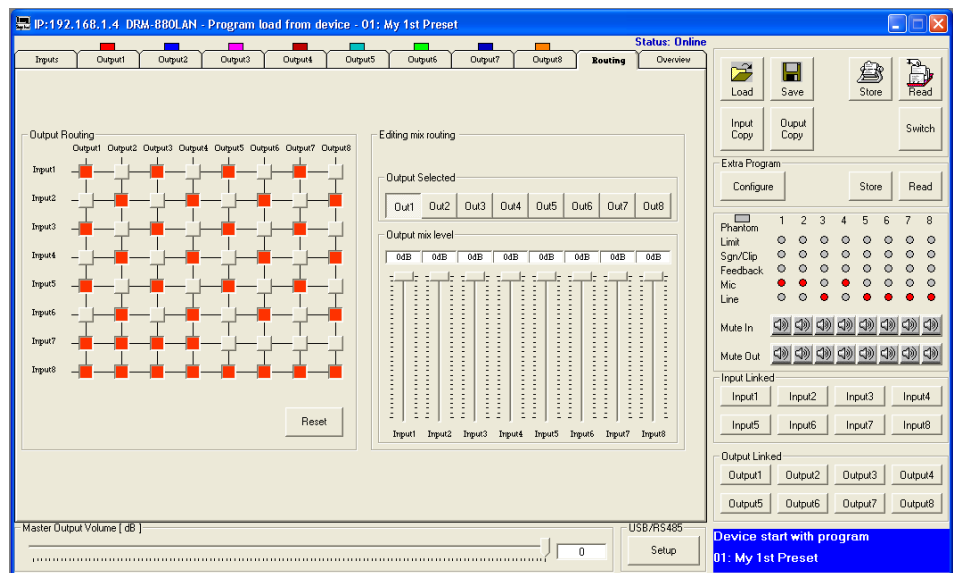 IP:192.168.1.4 DRM-880LAN - Program load from device - 01: My 1st Preset
Status: Online
Inputs Output1 Output2 Output3 Output4 Output5 Output6 Output7 Output8 Routing Overview
Output Routing
Output1 Output2 Output3 Output4 Output5 Output6 Output7 Output8
Input1
Input2
Input3
Input4
Input5
Input6
Input7
Input8
Reset
Editing mix routing
Output Selected
Out1 Out2 Out3 Out4 Out5 Out6 Out7 Out8
Output mix level
0dB 0dB 0dB 0dB 0dB 0dB 0dB 0dB
Input1 Input2 Input3 Input4 Input5 Input6 Input7 Input8
Master Output Volume [ dB ]
0
USB/RS485
Setup
Load Save Store Read
Input Copy
Ouput Copy
Switch
Extra Program
Configure Store Read
Phantom 1 2 3 4 5 6 7 8
Limit
Sgn/Clip
Feedback
Mic
Line
Mute In
Mute Out
Input Linked
Input1 Input2 Input3 Input4
Input5 Input6 Input7 Input8
Output Linked
Output1 Output2 Output3 Output4
Output5 Output6 Output7 Output8
Device start with program
01: My 1st Preset